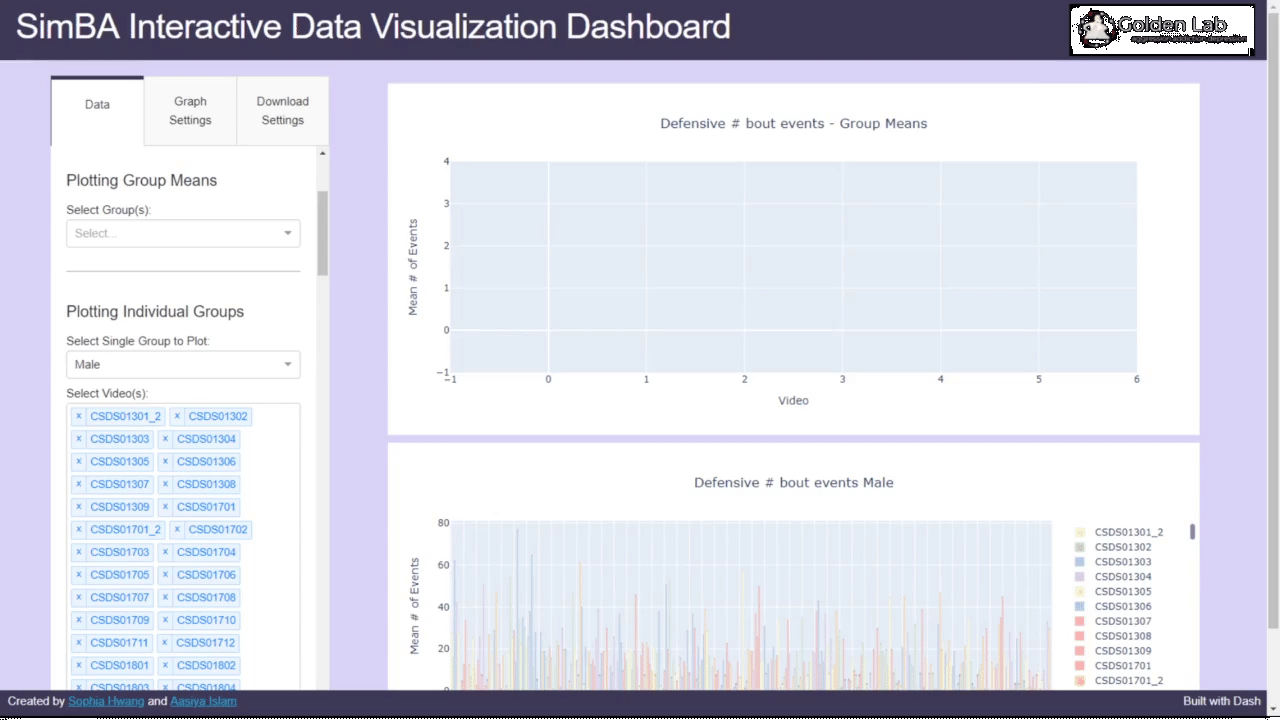 SimBA Interactive Data Visualization Dashboard
Golden Lab
aggression addiction depression
Data
Graph Settings
Download Settings
Plotting Group Means
Select Group(s):
Select...
Plotting Individual Groups
Select Single Group to Plot:
Male
Select Video(s):
× CSDS01301_2 × CSDS01302
× CSDS01303 × CSDS01304
× CSDS01305 × CSDS01306
× CSDS01307 × CSDS01308
× CSDS01309 × CSDS01701
× CSDS01701_2 × CSDS01702
× CSDS01703 × CSDS01704
× CSDS01705 × CSDS01706
× CSDS01707 × CSDS01708
× CSDS01709 × CSDS01710
× CSDS01711 × CSDS01712
× CSDS01801 × CSDS01802
× CSDS01803 × CSDS01804
Defensive # bout events - Group Means
Mean # of Events
4
3
2
1
0
−1
−1 0 1 2 3 4 5 6
Video
Defensive # bout events Male
Mean # of Events
80
60
40
20
0
CSDS01301_2
CSDS01302
CSDS01303
CSDS01304
CSDS01305
CSDS01306
CSDS01307
CSDS01308
CSDS01309
CSDS01701
CSDS01701_2
Created by Sophia Hwang and Aasiya Islam
Built with Dash